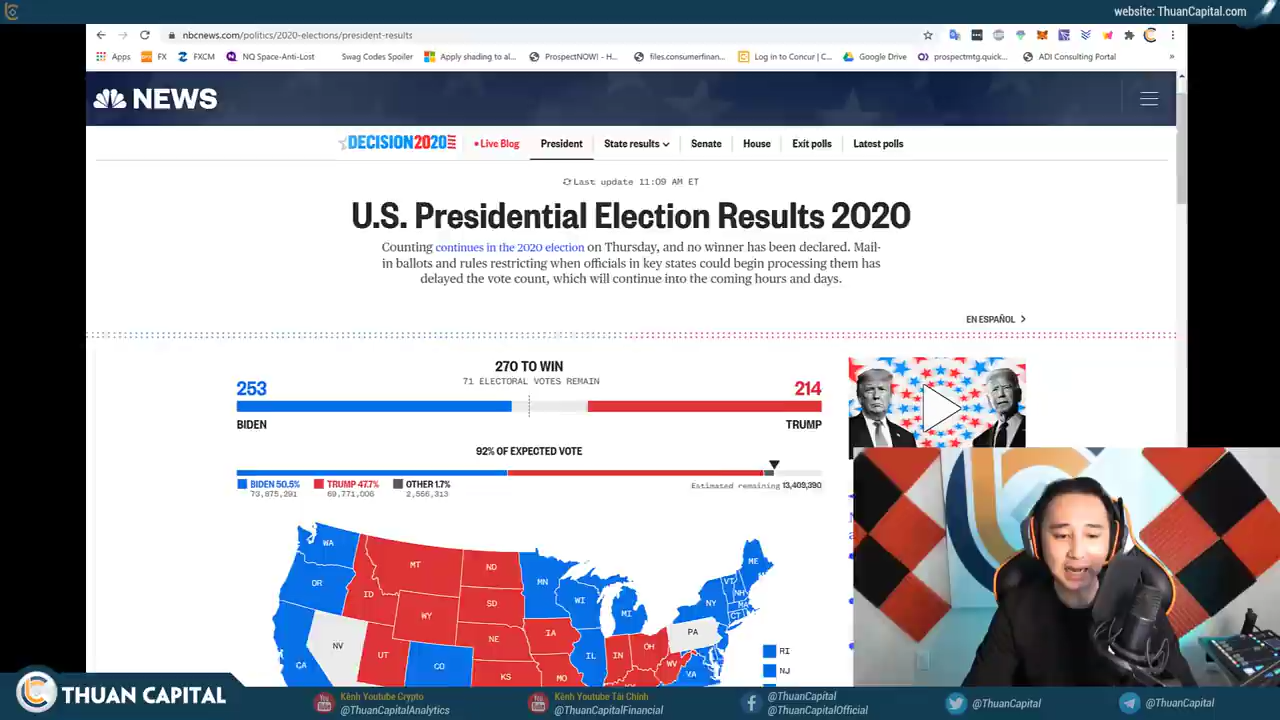 website: ThuanCapital.com
nbcnews.com/politics/2020-elections/president-results
Apps FX FXCM NQ Space-Anti-Lost Swag Codes Spoiler Apply shading to al... ProspectNOW! - H... files.consumerfinan... Log in to Concur | C... Google Drive prospectmtg.quick... ADI Consulting Portal »
NEWS
DECISION2020 • Live Blog President State results Senate House Exit polls Latest polls
Last update 11:09 AM ET
U.S. Presidential Election Results 2020
Counting continues in the 2020 election on Thursday, and no winner has been declared. Mail-
in ballots and rules restricting when officials in key states could begin processing them has
delayed the vote count, which will continue into the coming hours and days.
EN ESPAÑOL
270 TO WIN
71 ELECTORAL VOTES REMAIN
253 214
BIDEN TRUMP
92% OF EXPECTED VOTE
BIDEN 50.5% TRUMP 47.7% OTHER 1.7%
Estimated remaining 13,403,390
73,875,291 69,771,006 2,556,313
WA MT ND MN ME
OR ID SD WI VT NH
WY MI NY MA CT
NV NE IA PA
CA UT CO IL IN OH WV VA
KS MO
RI
NJ
THUAN CAPITAL
Kênh Youtube Crypto
@ThuanCapitalAnalytics
Kênh Youtube Tài Chính
@ThuanCapitalFinancial
@ThuanCapital
@ThuanCapitalOfficial
@ThuanCapital
@ThuanCapital